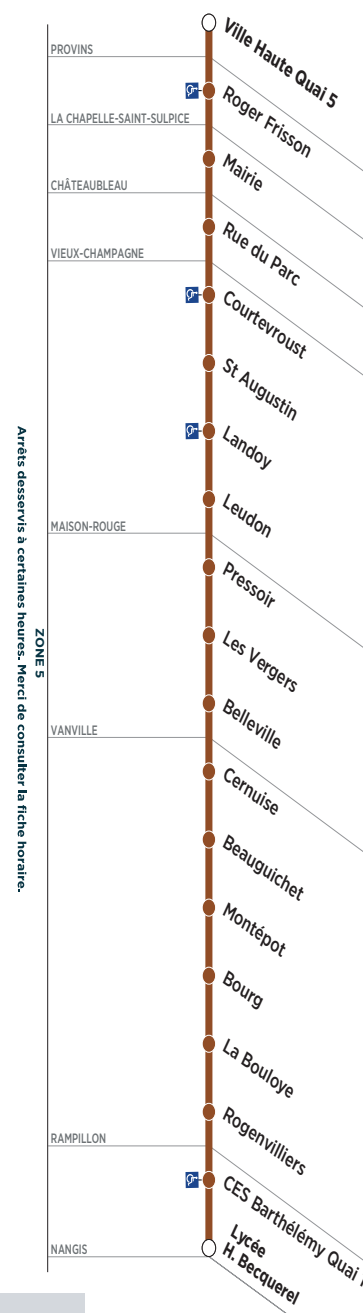 Ville Haute Quai 5
PROVINS
Roger Frisson
LA CHAPELLE-SAINT-SULPICE
Mairie
CHÂTEAUBLEAU
Rue du Parc
VIEUX-CHAMPAGNE
Courtevroust
St Augustin
Landoy
Leudon
MAISON-ROUGE
Pressoir
Les Vergers
Belleville
VANVILLE
Cernuise
Beauguichet
Montépot
Bourg
La Bouloye
Rogenvilliers
RAMPILLON
CES Barthélémy Quai
Lycée
H. Becquerel
NANGIS
ZONE 5
Arrêts desservis à certaines heures. Merci de consulter la fiche horaire.